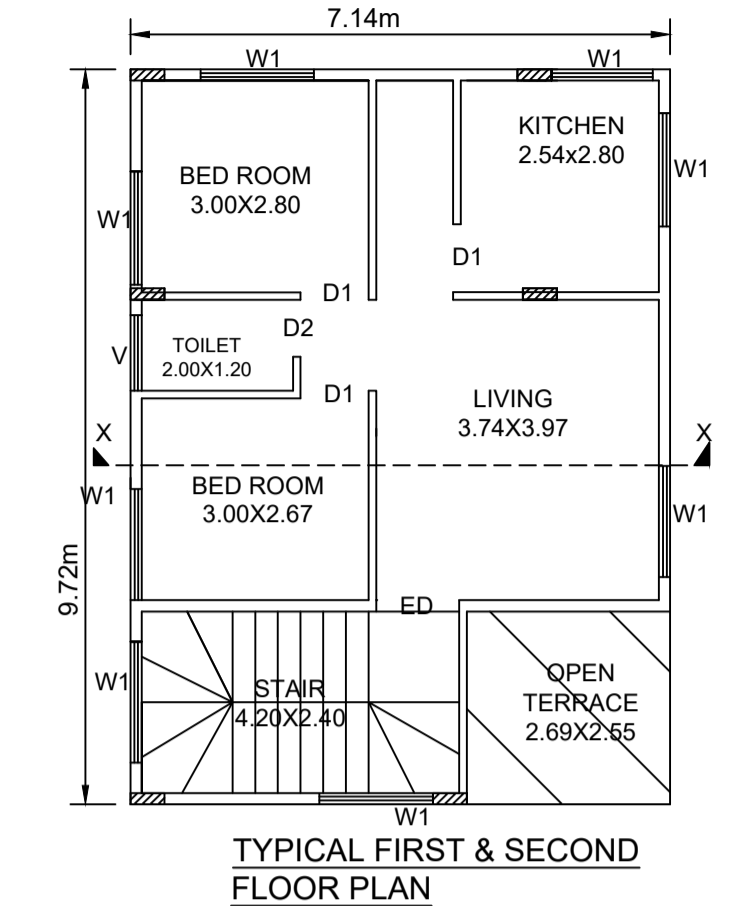 7.14m
W1
W1
KITCHEN
2.54x2.80
BED ROOM
3.00X2.80
W1
W1
D1
D1
D2
V
TOILET
2.00X1.20
D1
LIVING
3.74X3.97
X
X
BED ROOM
3.00X2.67
W1
W1
9.72m
ED
W1
STAIR
4.20X2.40
OPEN
TERRACE
2.69X2.55
W1
TYPICAL FIRST & SECOND
FLOOR PLAN